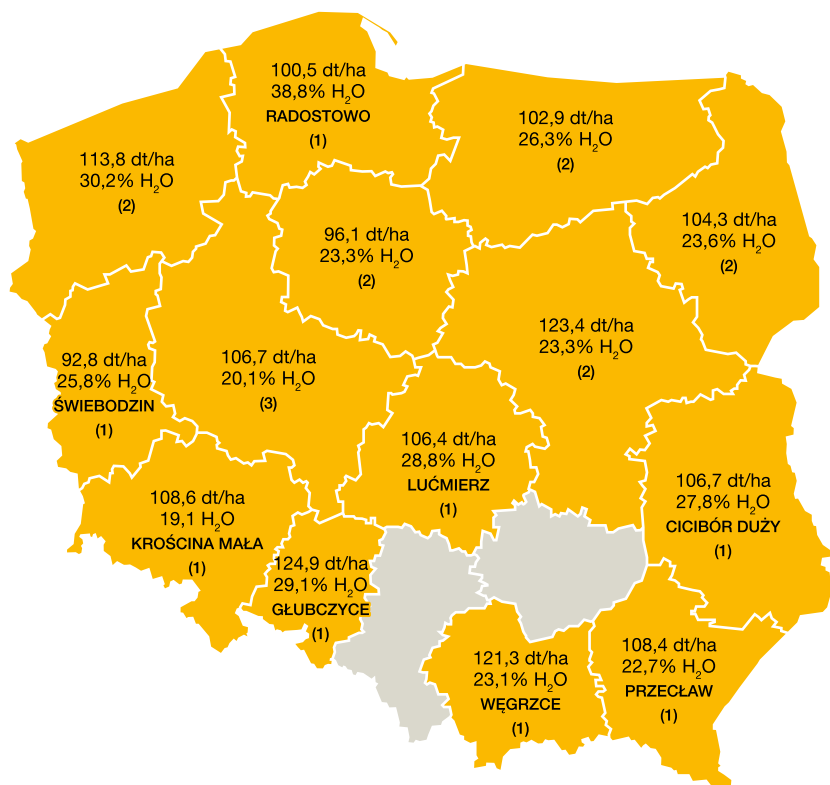 100,5 dt/ha
38,8% H₂O
RADOSTOWO
(1)
102,9 dt/ha
26,3% H₂O
(2)
113,8 dt/ha
30,2% H₂O
(2)
104,3 dt/ha
23,6% H₂O
(2)
96,1 dt/ha
23,3% H₂O
(2)
123,4 dt/ha
23,3% H₂O
(2)
92,8 dt/ha
25,8% H₂O
ŚWIEBODZIN
(1)
106,7 dt/ha
20,1% H₂O
(3)
106,4 dt/ha
28,8% H₂O
LUĆMIERZ
(1)
106,7 dt/ha
27,8% H₂O
CICIBÓR DUŻY
(1)
108,6 dt/ha
19,1 H₂O
KROŚCINA MAŁA
(1)
124,9 dt/ha
29,1% H₂O
GŁUBCZYCE
(1)
121,3 dt/ha
23,1% H₂O
WĘGRZCE
(1)
108,4 dt/ha
22,7% H₂O
PRZECŁAW
(1)